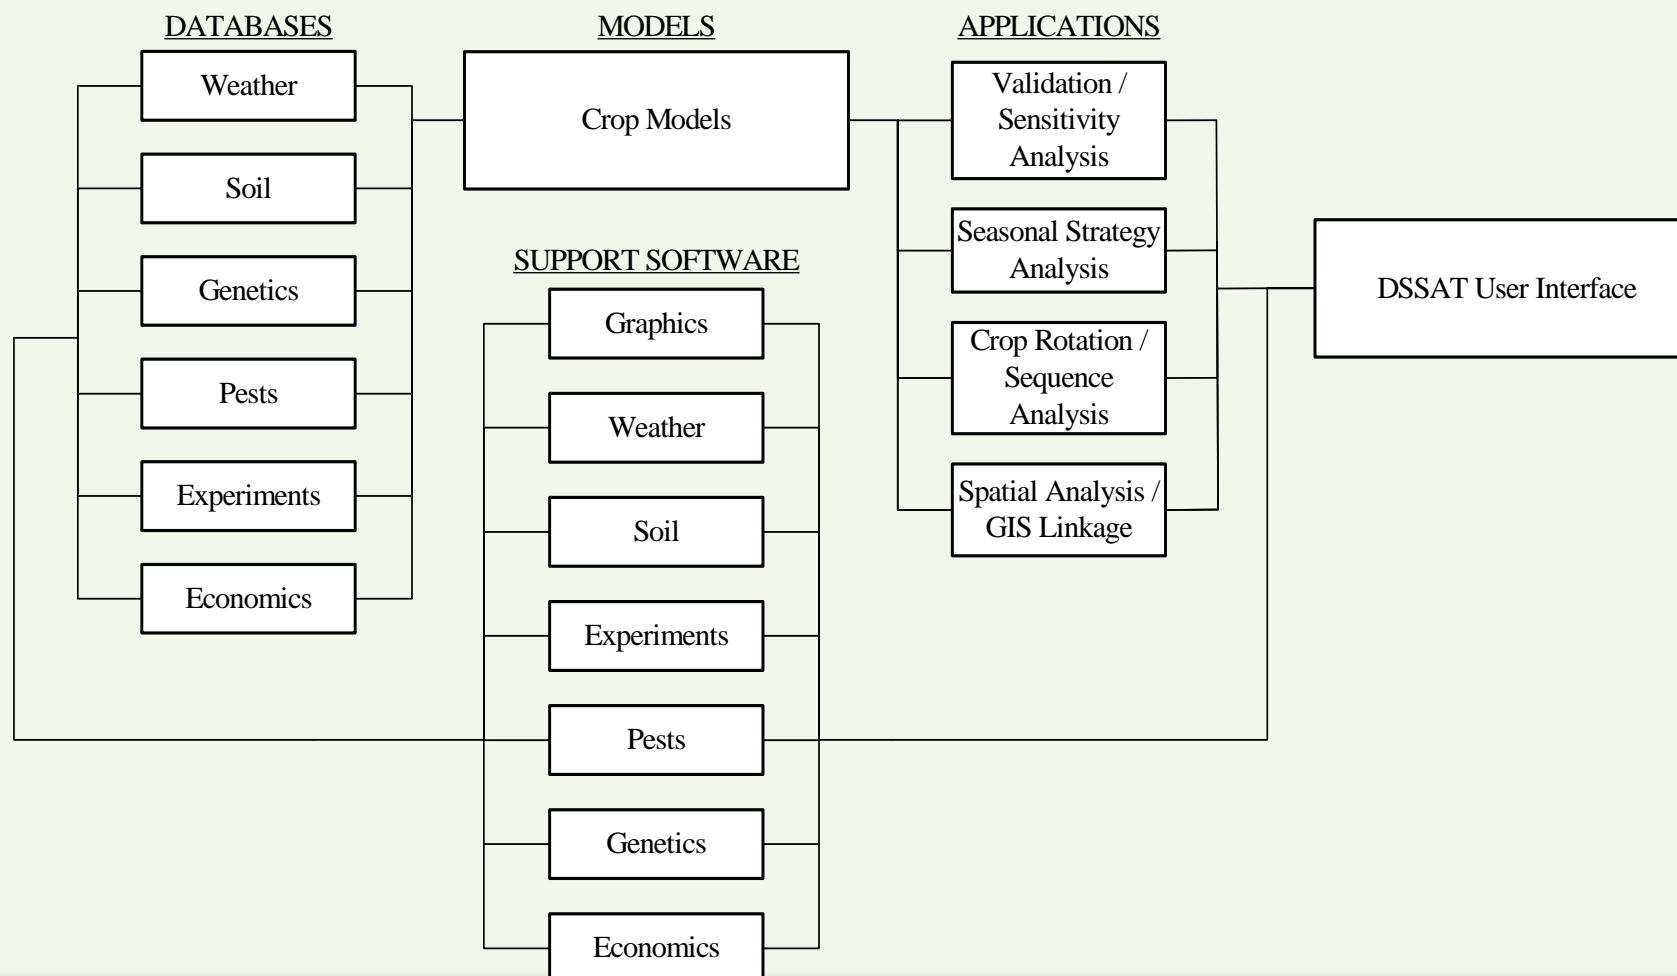 DATABASES
Weather
Soil
Genetics
Pests
Experiments
Economics
MODELS
Crop Models
SUPPORT SOFTWARE
Graphics
Weather
Soil
Experiments
Pests
Genetics
Economics
APPLICATIONS
Validation /
Sensitivity
Analysis
Seasonal Strategy
Analysis
Crop Rotation /
Sequence
Analysis
Spatial Analysis /
GIS Linkage
DSSAT User Interface